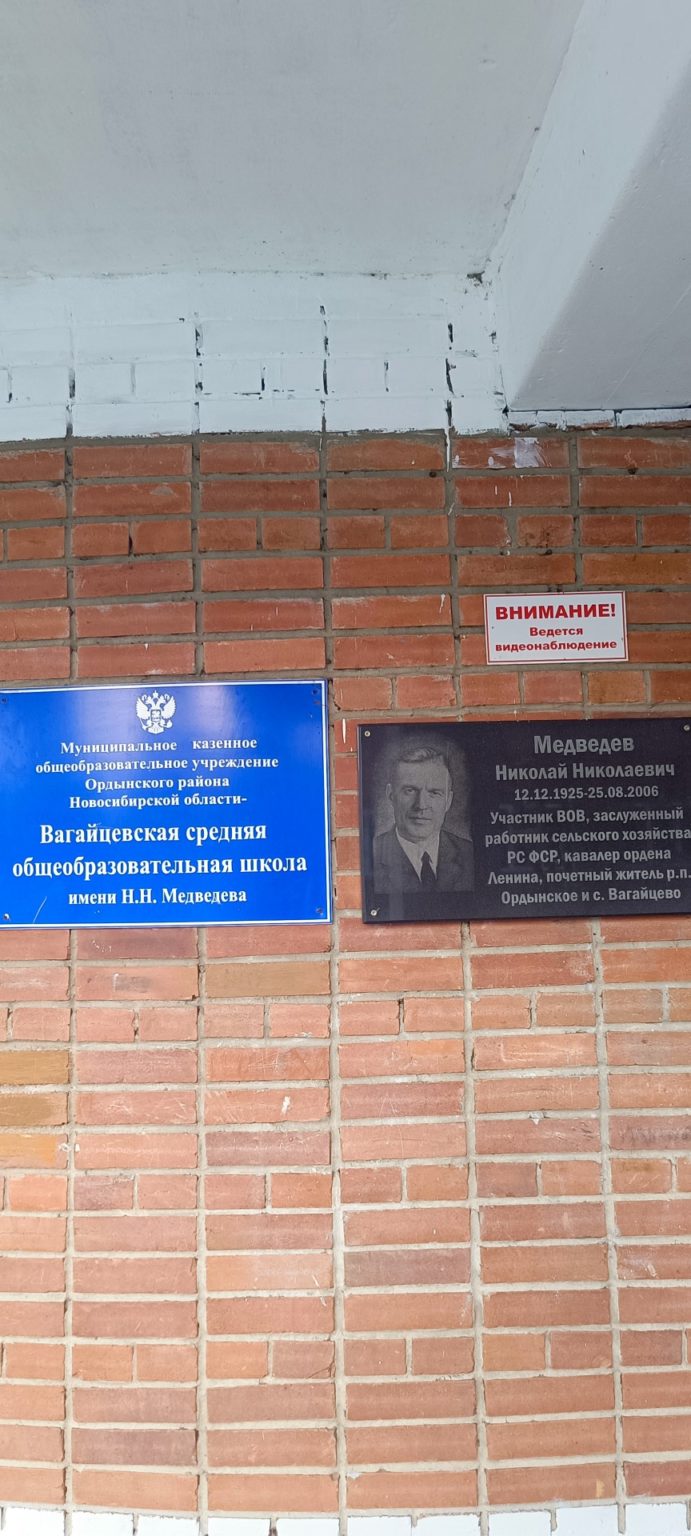 ВНИМАНИЕ!
Ведется
видеонаблюдение
Муниципальное казенное
общеобразовательное учреждение
Ордынского района
Новосибирской области-
Вагайцевская средняя
общеобразовательная школа
имени Н.Н. Медведева
Медведев
Николай Николаевич
12.12.1925-25.08.2006
Участник ВОВ, заслуженный
работник сельского хозяйства
РС ФСР, кавалер ордена
Ленина, почетный житель р.п.
Ордынское и с. Вагайцево